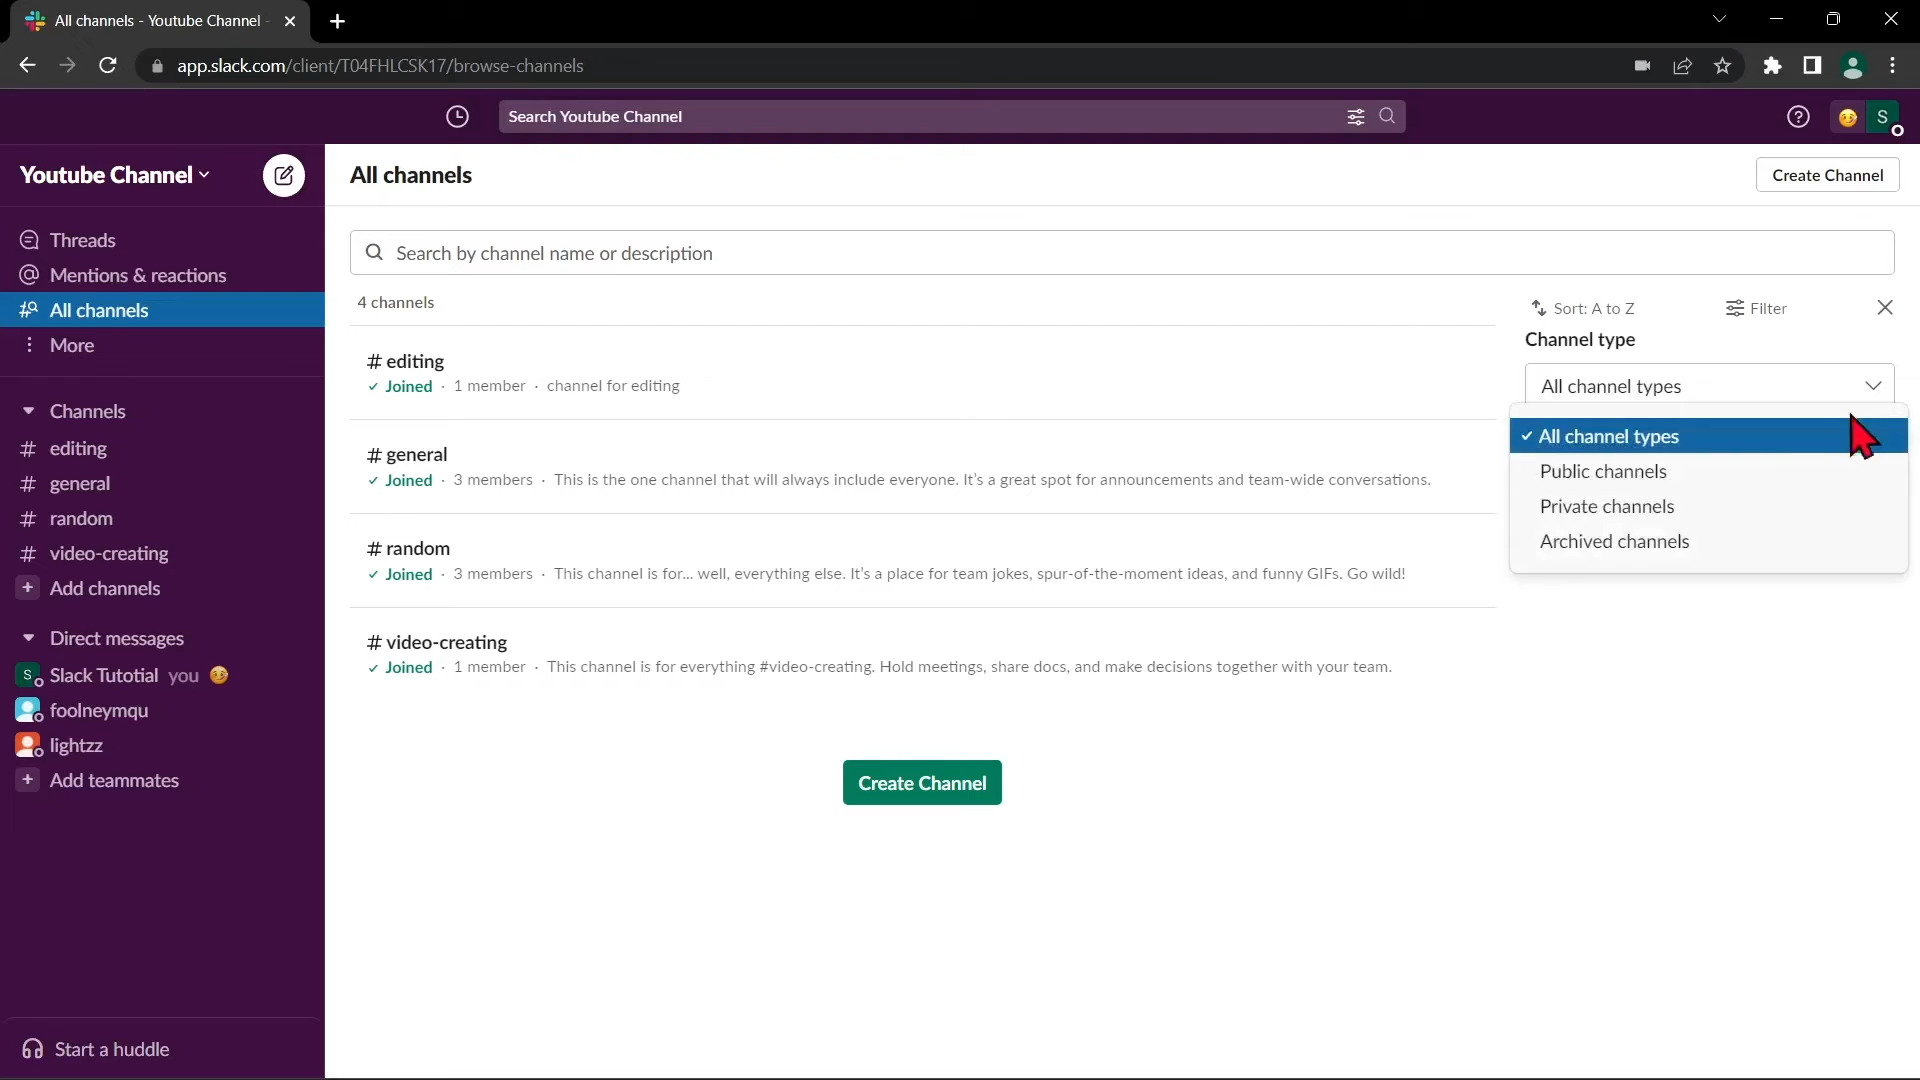 All channels - Youtube Channel -
app.slack.com/client/T04FHLCSK17/browse-channels
Search Youtube Channel
S
Youtube Channel
All channels
Create Channel
Threads
Mentions & reactions
All channels
More
Channels
# editing
# general
# random
# video-creating
+ Add channels
Direct messages
S Slack Tutotial you
foolneymqu
lightzz
+ Add teammates
Start a huddle
Search by channel name or description
4 channels
Sort: A to Z
Filter
# editing
✓ Joined · 1 member · channel for editing
# general
✓ Joined · 3 members · This is the one channel that will always include everyone. It's a great spot for announcements and team-wide conversations.
# random
✓ Joined · 3 members · This channel is for... well, everything else. It's a place for team jokes, spur-of-the-moment ideas, and funny GIFs. Go wild!
# video-creating
✓ Joined · 1 member · This channel is for everything #video-creating. Hold meetings, share docs, and make decisions together with your team.
Create Channel
Channel type
All channel types
✓ All channel types
Public channels
Private channels
Archived channels